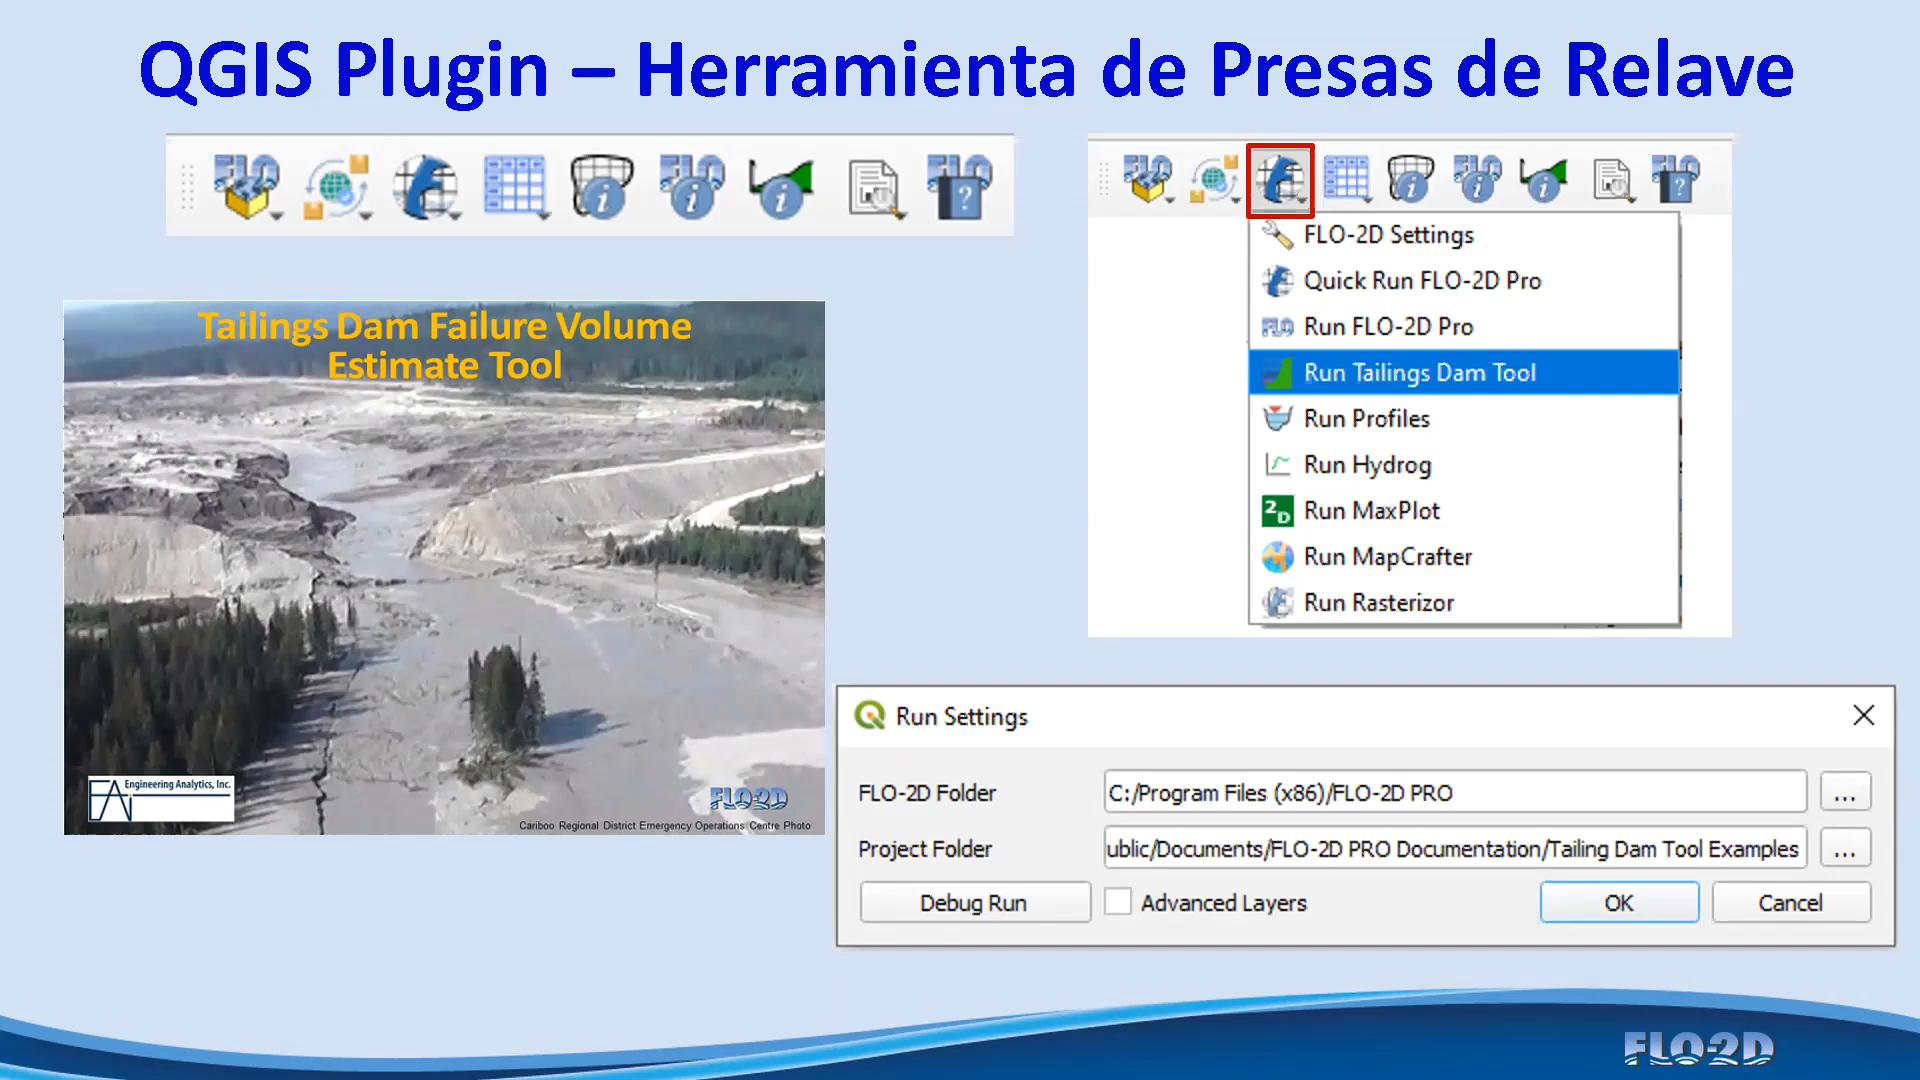 QGIS Plugin – Herramienta de Presas de Relave
FLO-2D Settings
Quick Run FLO-2D Pro
Run FLO-2D Pro
Run Tailings Dam Tool
Run Profiles
Run Hydrog
Run MaxPlot
Run MapCrafter
Run Rasterizor
Tailings Dam Failure Volume
Estimate Tool
Engineering Analytics, Inc.
FLO2D
Cariboo Regional District Emergency Operations Centre Photo
Run Settings
FLO-2D Folder
C:/Program Files (x86)/FLO-2D PRO
...
Project Folder
ublic/Documents/FLO-2D PRO Documentation/Tailing Dam Tool Examples
...
Debug Run
Advanced Layers
OK
Cancel
FLO2D